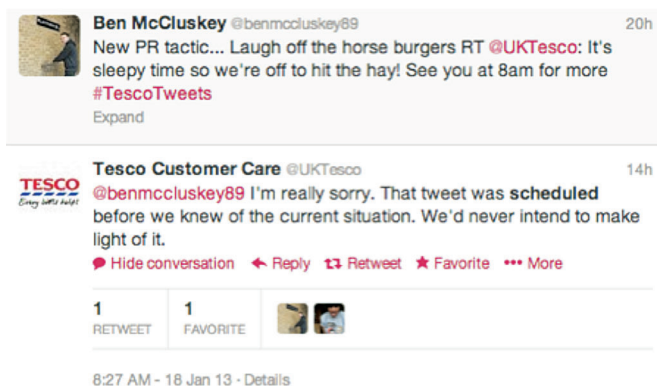 Ben McCluskey @benmccluskey89 20h
New PR tactic... Laugh off the horse burgers RT @UKTesco: It's
sleepy time so we're off to hit the hay! See you at 8am for more
#TescoTweets
Expand
Tesco Customer Care @UKTesco 14h
TESCO
Every little helps
@benmccluskey89 I'm really sorry. That tweet was scheduled
before we knew of the current situation. We'd never intend to make
light of it.
Hide conversation Reply Retweet Favorite More
1 1
RETWEET FAVORITE
8:27 AM - 18 Jan 13 · Details